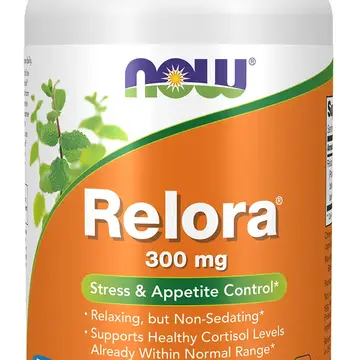 NOW
Relora®
300 mg
Stress & Appetite Control*
• Relaxing, but Non-Sedating*
• Supports Healthy Cortisol Levels
Already Within Normal Range*